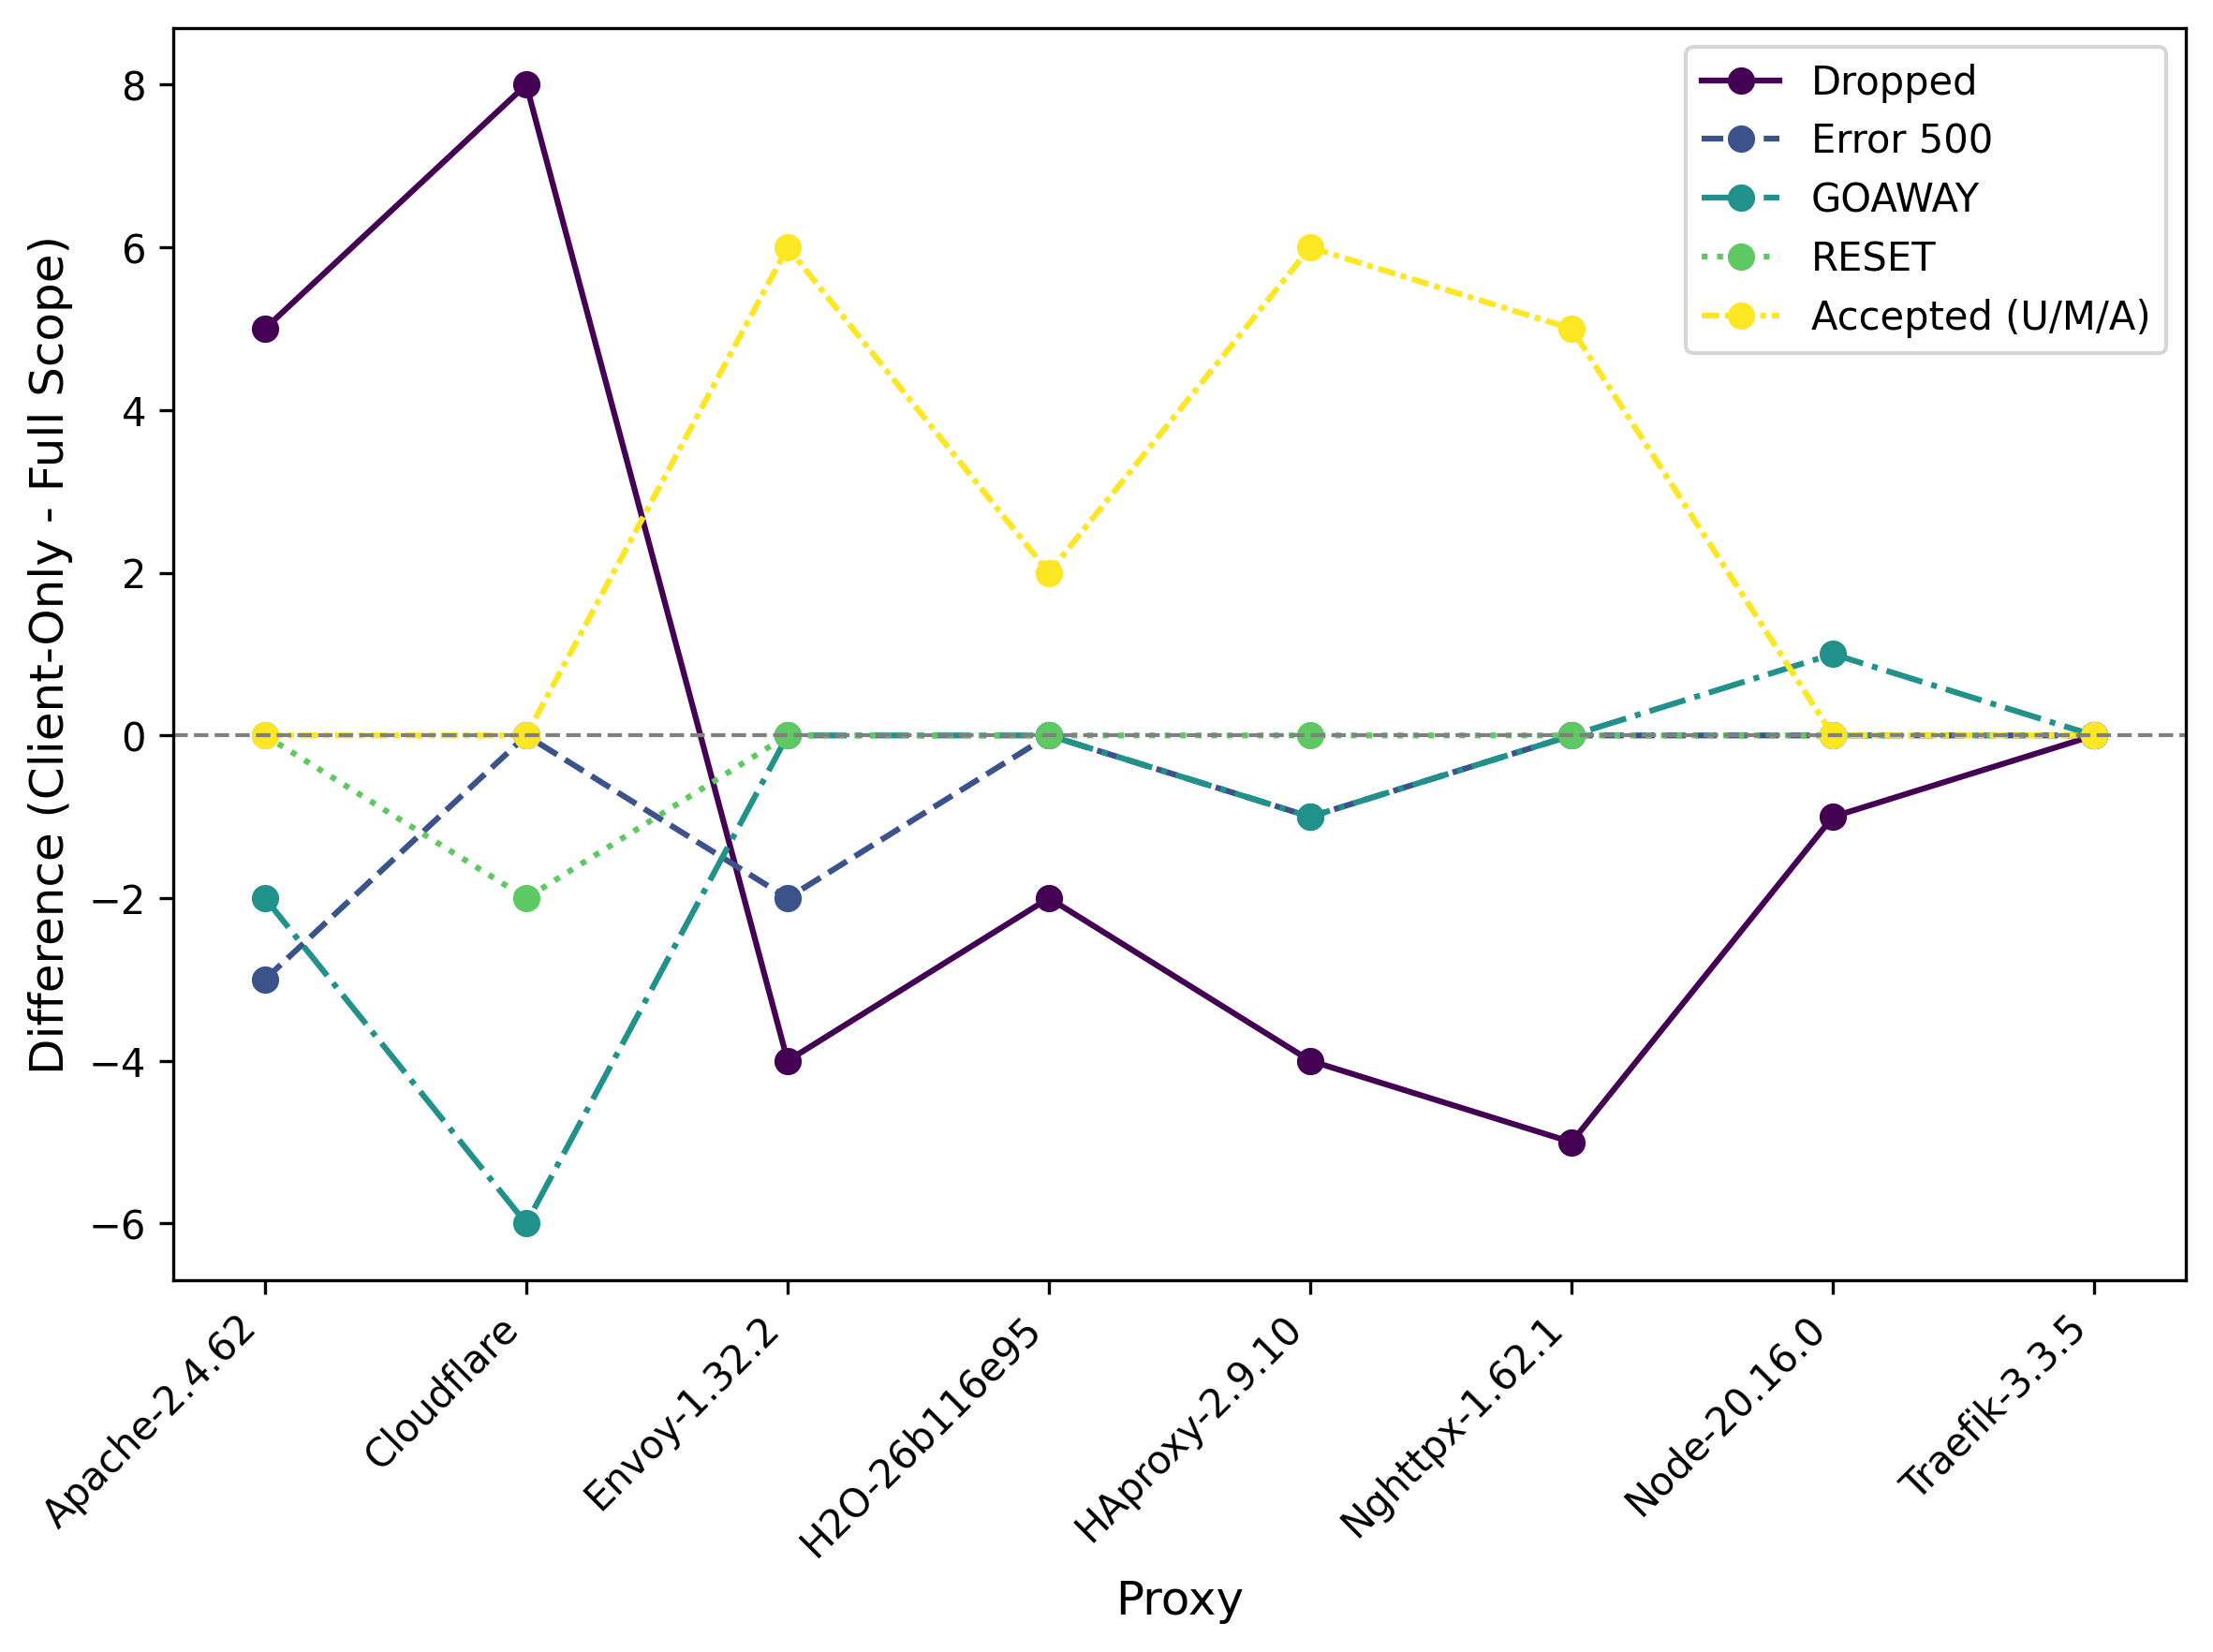 Difference (Client-Only - Full Scope)
8
6
4
2
0
−2
−4
−6
Dropped
Error 500
GOAWAY
RESET
Accepted (U/M/A)
Apache-2.4.62
Cloudflare
Envoy-1.32.2
H2O-26b116e95
HAproxy-2.9.10
Nghttpx-1.62.1
Node-20.16.0
Traefik-3.3.5
Proxy